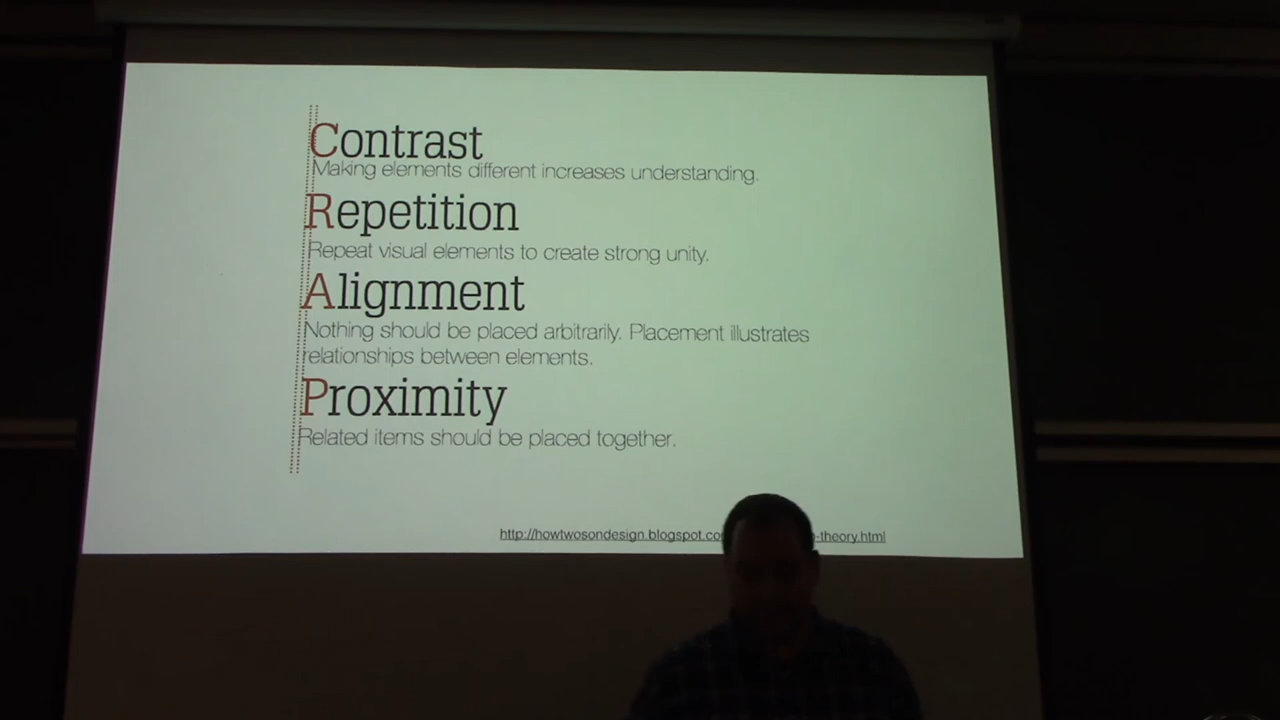 Contrast
Making elements different increases understanding.
Repetition
Repeat visual elements to create strong unity.
Alignment
Nothing should be placed arbitrarily. Placement illustrates
relationships between elements.
Proximity
Related items should be placed together.
http://howtwosondesign.blogspot.co -theory.html